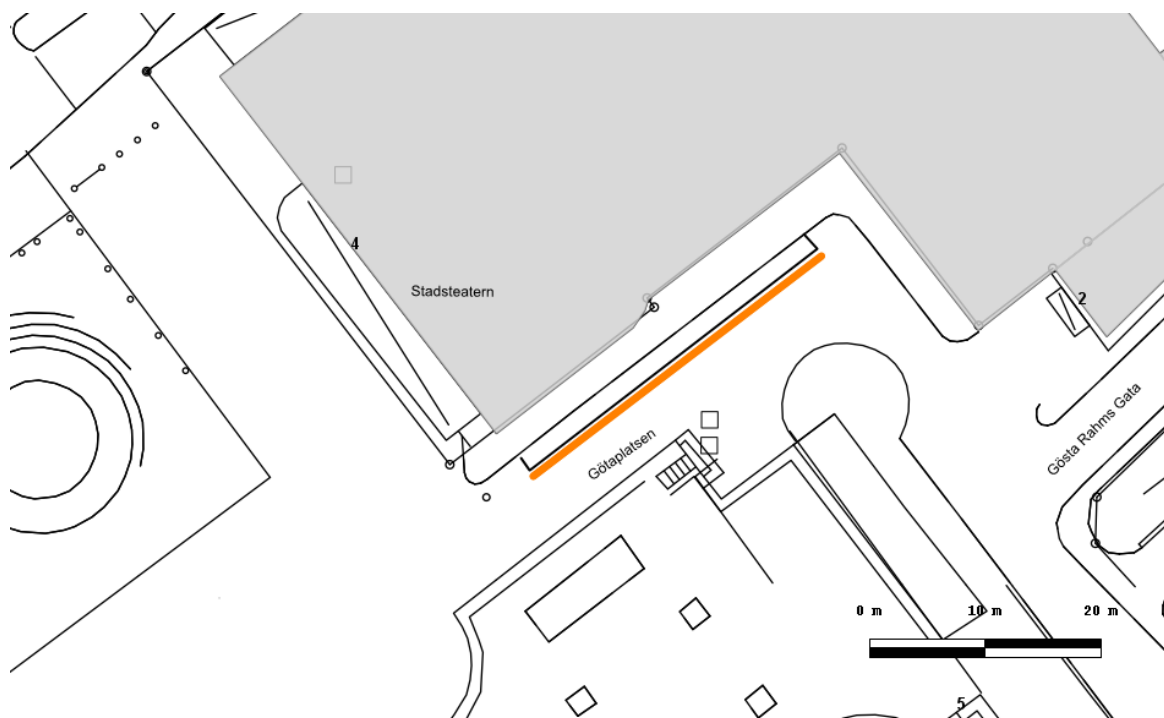 4
Stadsteatern
2
Götaplatsen
Gösta Rahms Gata
0 m 10 m 20 m
5